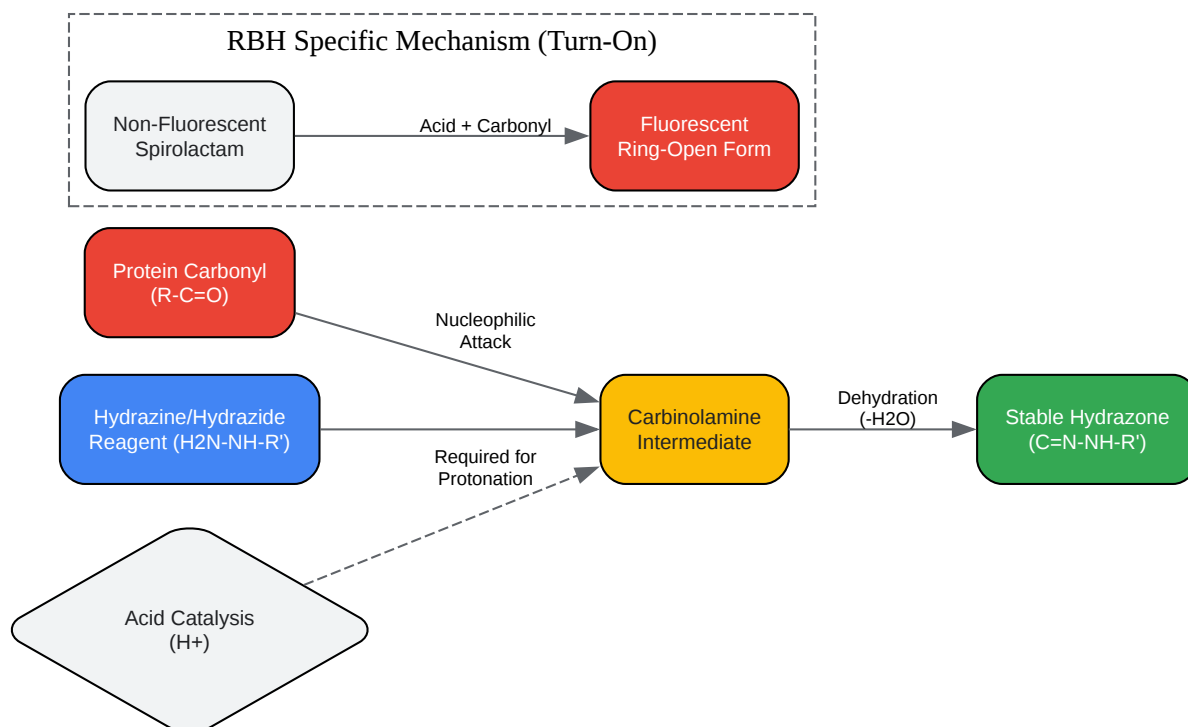 RBH Specific Mechanism (Turn-On)
Non-Fluorescent
Spirolactam
Acid + Carbonyl
Fluorescent
Ring-Open Form
Protein Carbonyl
(R-C=O)
Nucleophilic
Attack
Hydrazine/Hydrazide
Reagent (H2N-NH-R')
Carbinolamine
Intermediate
Dehydration
(-H2O)
Stable Hydrazone
(C=N-NH-R')
Required for
Protonation
Acid Catalysis
(H+)